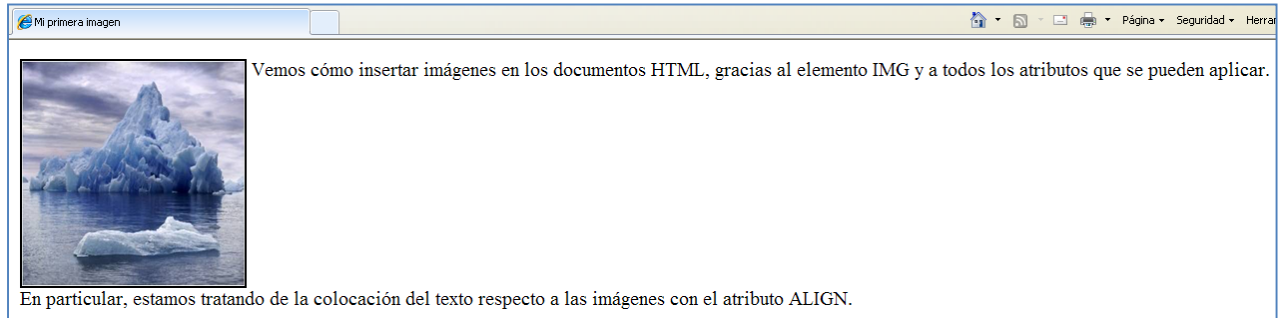 Mi primera imagen
Página Seguridad Herrar
Vemos cómo insertar imágenes en los documentos HTML, gracias al elemento IMG y a todos los atributos que se pueden aplicar.
En particular, estamos tratando de la colocación del texto respecto a las imágenes con el atributo ALIGN.